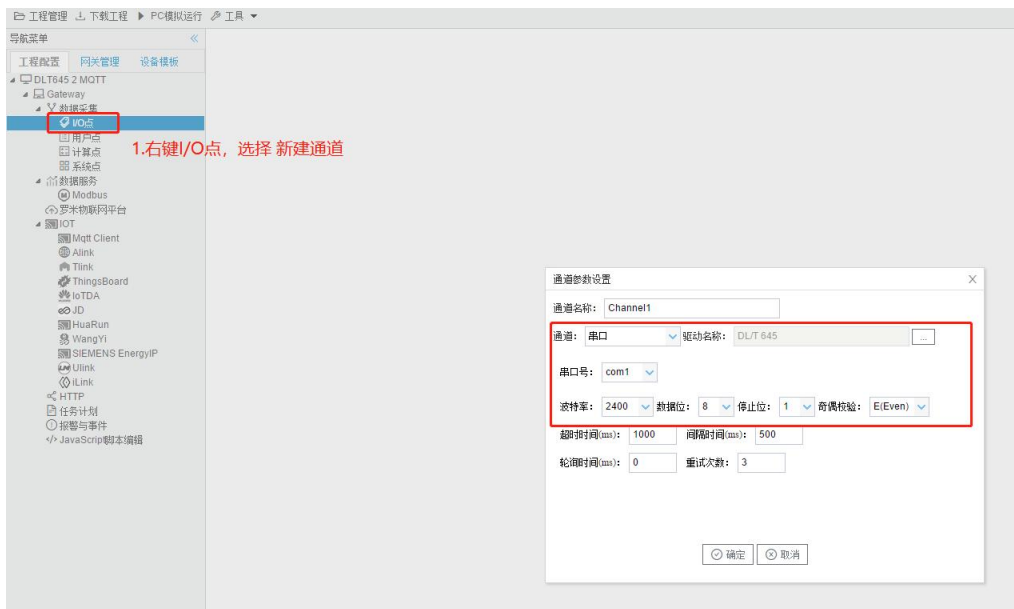 工程管理 下载工程 PC模拟运行 工具
导航菜单
工程配置 网关管理 设备模板
DLT645 2 MQTT
Gateway
数据采集
I/O点
用户点
计算点
系统点
1.右键I/O点，选择 新建通道
数据服务
Modbus
罗米物联网平台
IOT
Mqtt Client
Alink
Tlink
ThingsBoard
IoTDA
JD
HuaRun
WangYi
SIEMENS EnergyIP
Ulink
iLink
HTTP
任务计划
报警与事件
JavaScript脚本编辑
通道参数设置
通道名称： Channel1
通道： 串口 驱动名称： DL/T 645 ...
串口号： com1
波特率： 2400 数据位： 8 停止位： 1 奇偶校验： E(Even)
超时时间(ms)： 1000 间隔时间(ms)： 500
轮询时间(ms)： 0 重试次数： 3
确定 取消